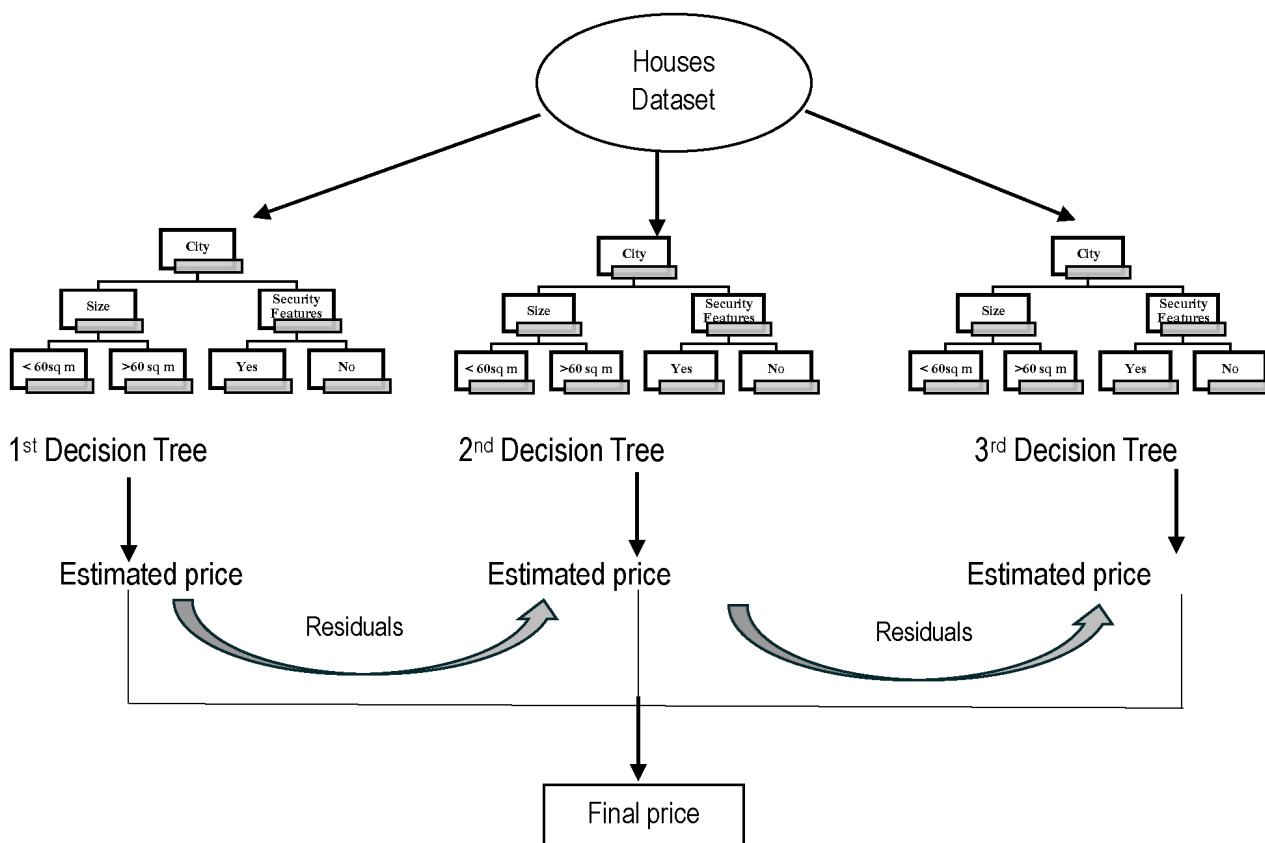 Houses
Dataset
City
Size
Security
Features
< 60sq m
>60 sq m
Yes
No
City
Size
Security
Features
< 60sq m
>60 sq m
Yes
No
City
Size
Security
Features
< 60sq m
>60 sq m
Yes
No
1st Decision Tree
2nd Decision Tree
3rd Decision Tree
Estimated price
Estimated price
Estimated price
Residuals
Residuals
Final price